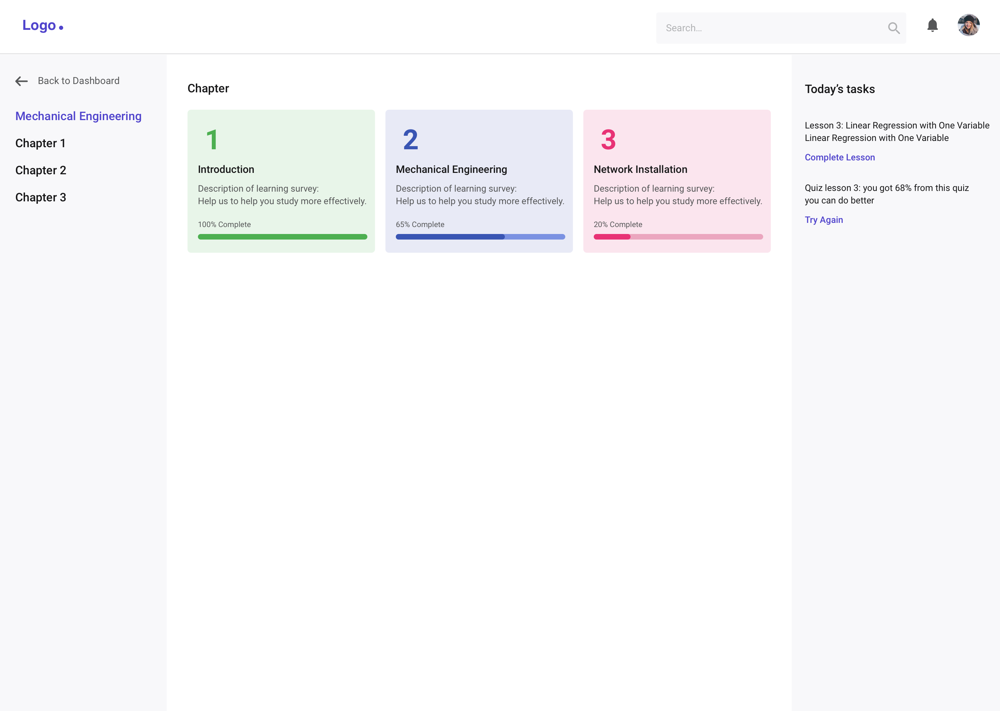 Logo
Search...
Back to Dashboard
Mechanical Engineering
Chapter 1
Chapter 2
Chapter 3
Chapter
1
Introduction
Description of learning survey:
Help us to help you study more effectively.
100% Complete
2
Mechanical Engineering
Description of learning survey:
Help us to help you study more effectively.
65% Complete
3
Network Installation
Description of learning survey:
Help us to help you study more effectively.
20% Complete
Today’s tasks
Lesson 3: Linear Regression with One Variable
Linear Regression with One Variable
Complete Lesson
Quiz lesson 3: you got 68% from this quiz
you can do better
Try Again